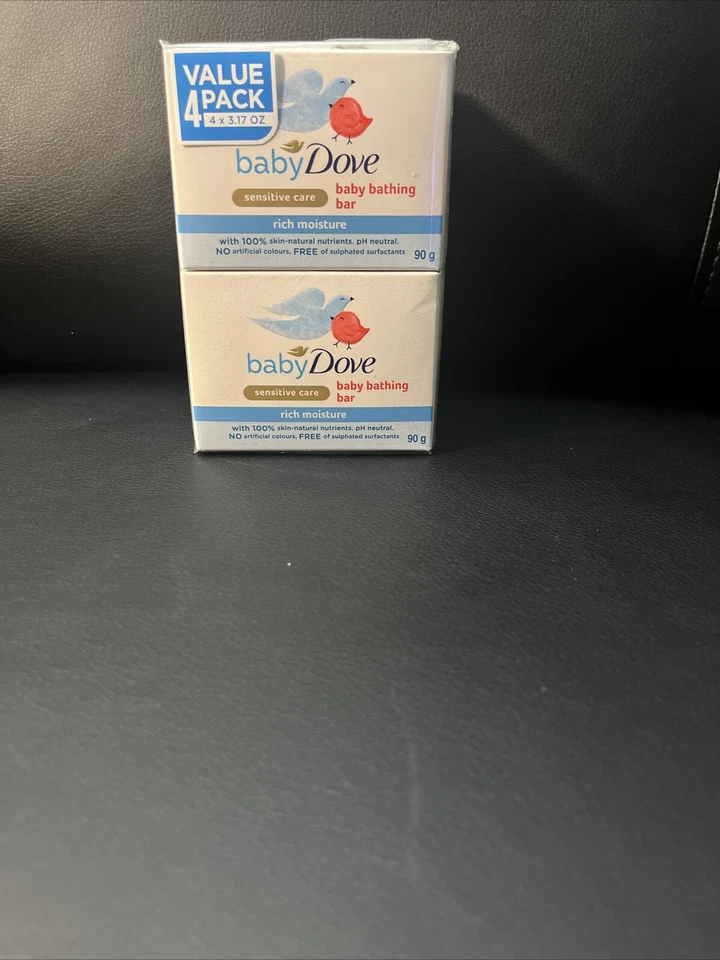 VALUE
4 PACK
4 x 3.17 OZ
baby Dove
sensitive care
baby bathing
bar
rich moisture
with 100% skin-natural nutrients. pH neutral.
NO artificial colours, FREE of sulphated surfactants
90 g
baby Dove
sensitive care
baby bathing
bar
rich moisture
with 100% skin-natural nutrients. pH neutral.
NO artificial colours, FREE of sulphated surfactants
90 g